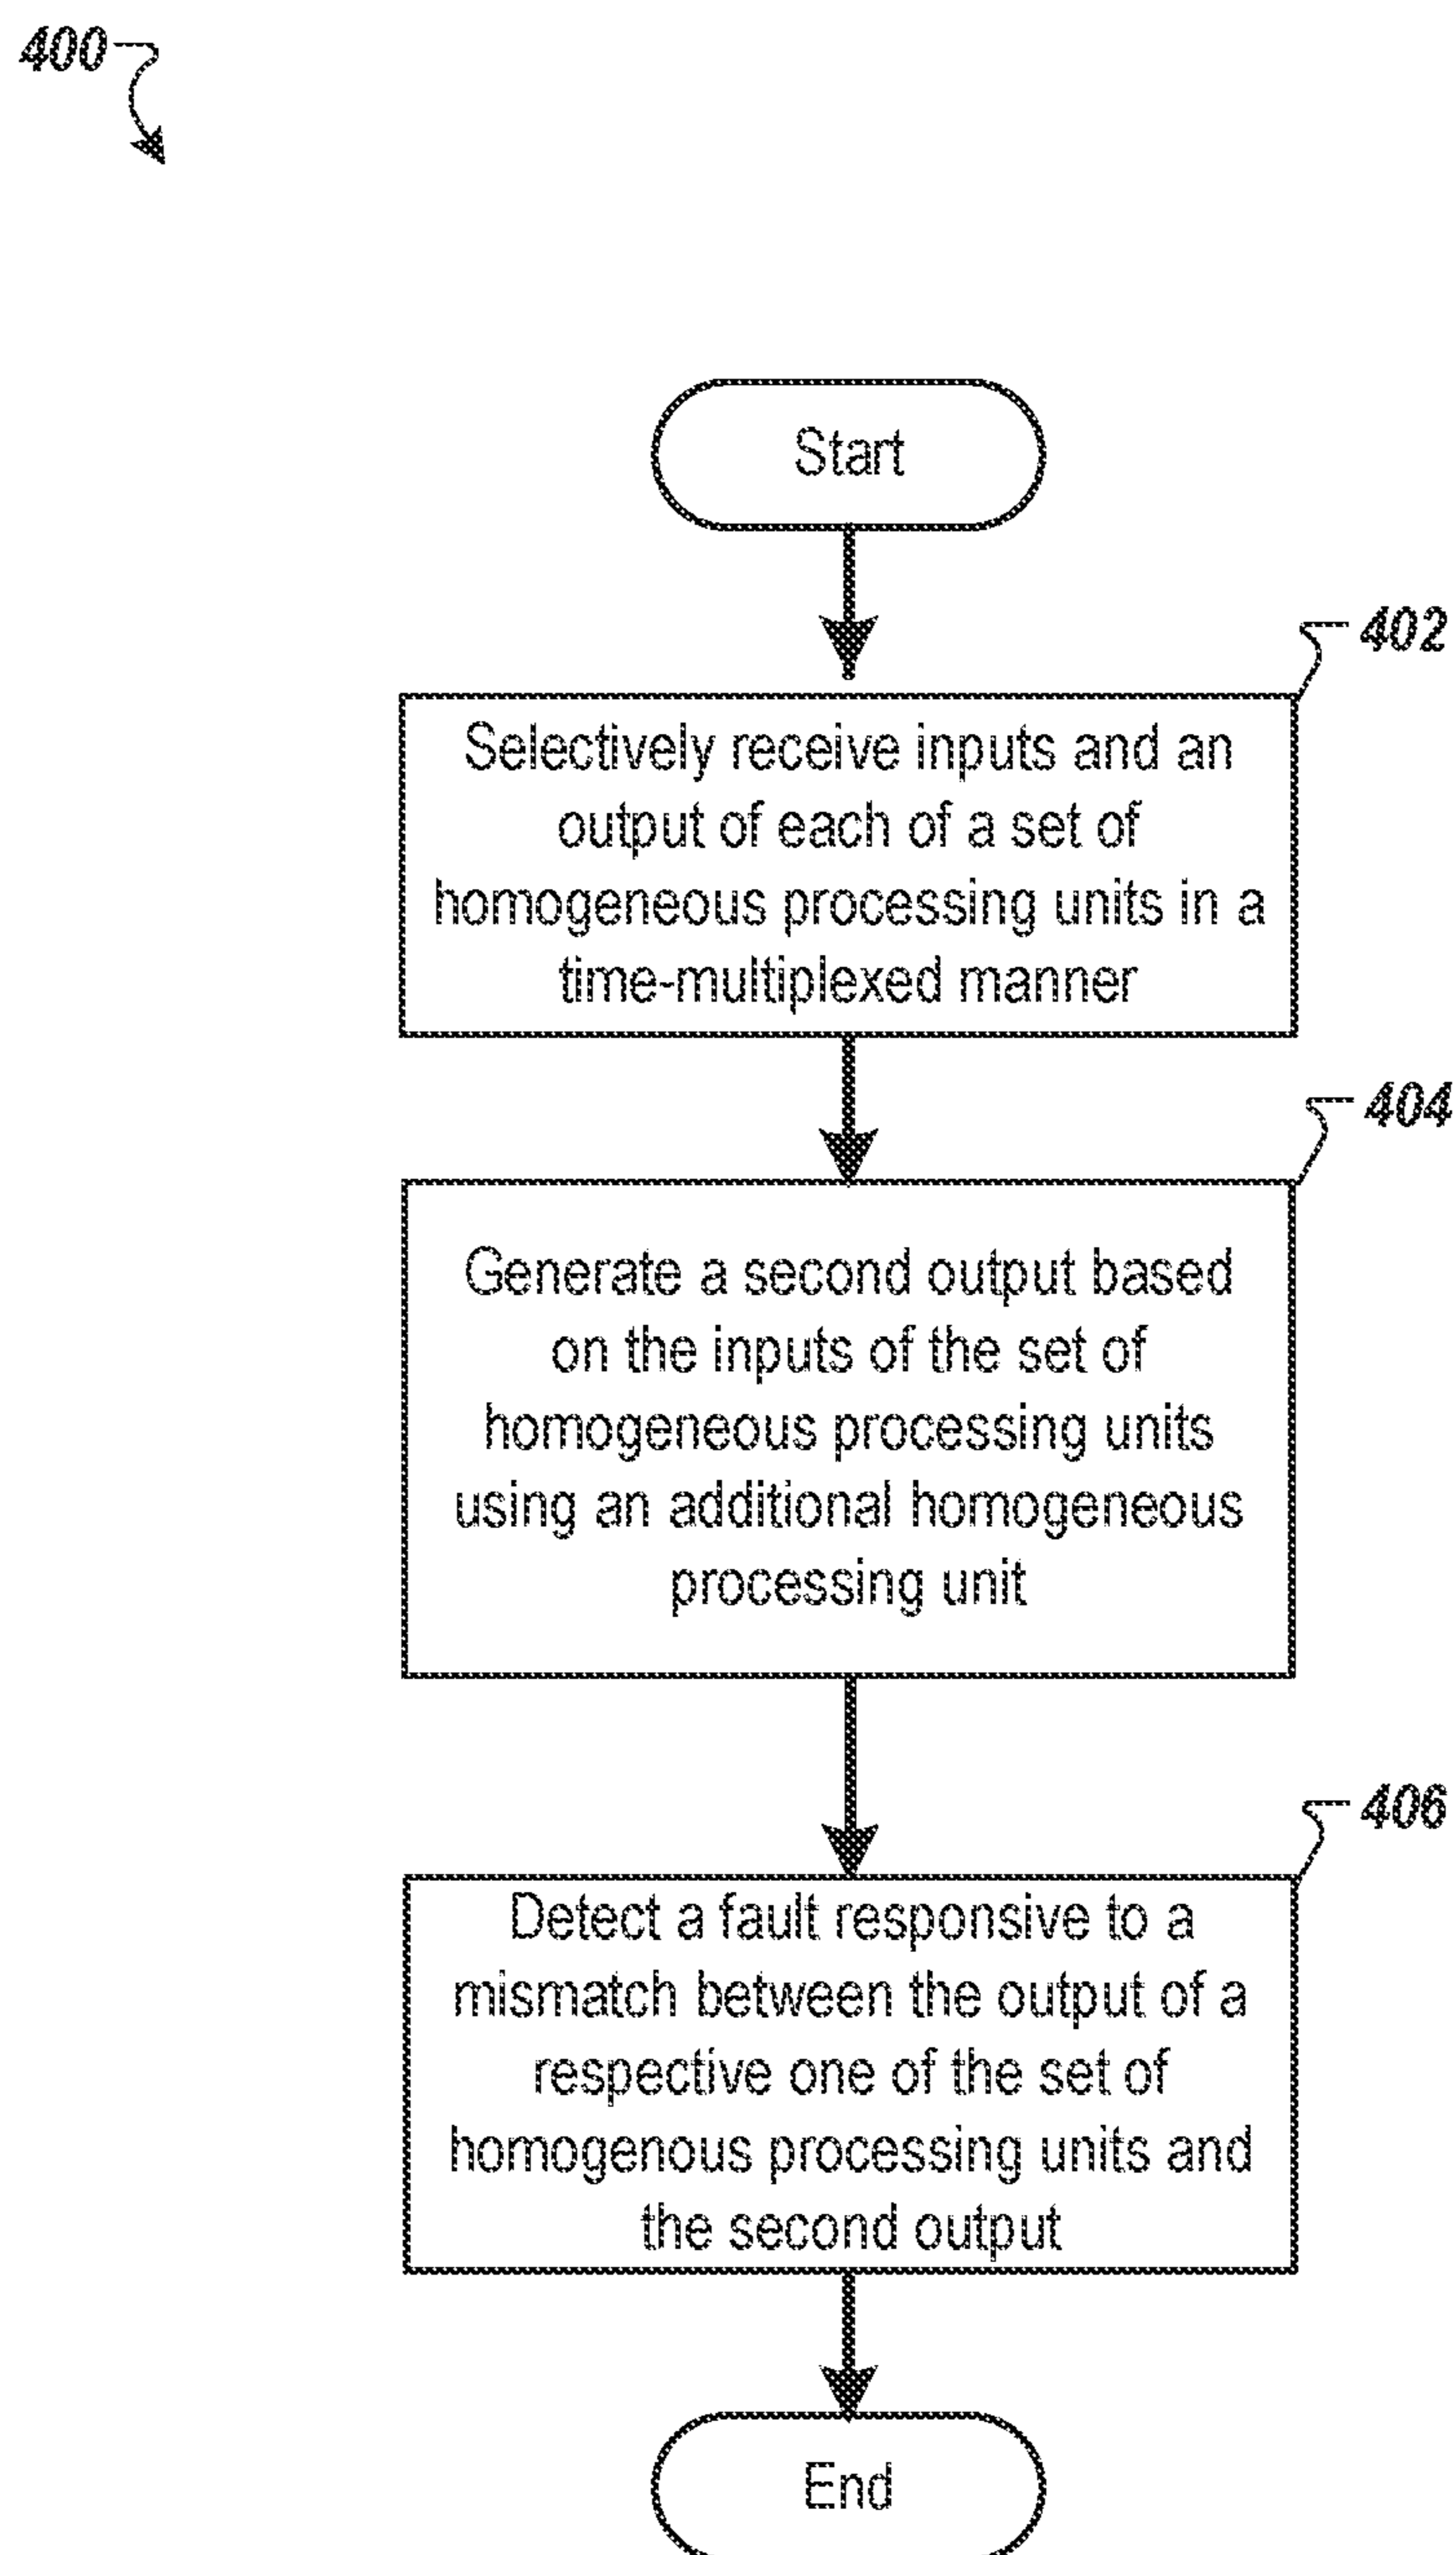 400
Start
402
Selectively receive inputs and an
output of each of a set of
homogeneous processing units in a
time-multiplexed manner
404
Generate a second output based
on the inputs of the set of
homogeneous processing units
using an additional homogeneous
processing unit
406
Detect a fault responsive to a
mismatch between the output of a
respective one of the set of
homogenous processing units and
the second output
End